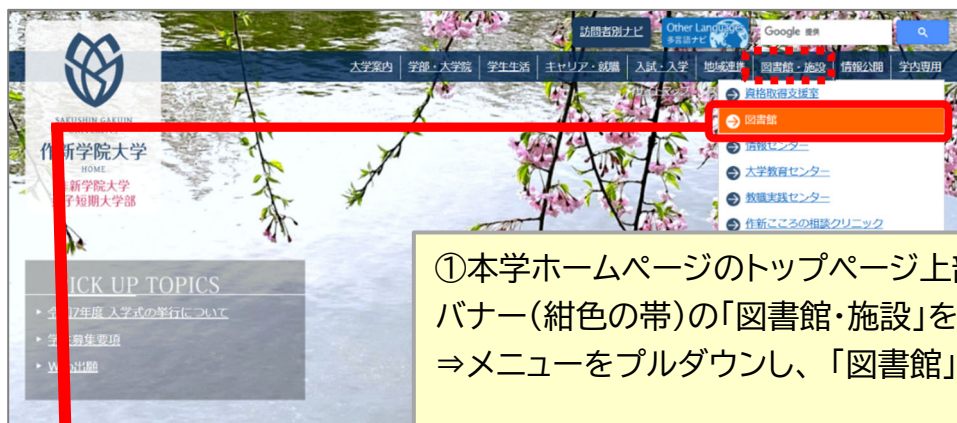 訪問者別ナビ
Other Language
多言語ナビ
Google 提供
大学案内 学部・大学院 学生生活 キャリア・就職 入試・入学 地域連携 図書館・施設 情報公開 学内専用
資格取得支援室
図書館
情報センター
大学教育センター
教職実践センター
作新こころの相談クリニック
SAKUSHIN GAKUIN
新学院大学
HOME
新学院大学
子短期大学部
ICK UP TOPICS
7年度 入学式の挙行について
募集要項
出願
①本学ホームページのトップページ上
バナー（紺色の帯）の「図書館・施設」を
⇒メニューをプルダウンし、「図書館」